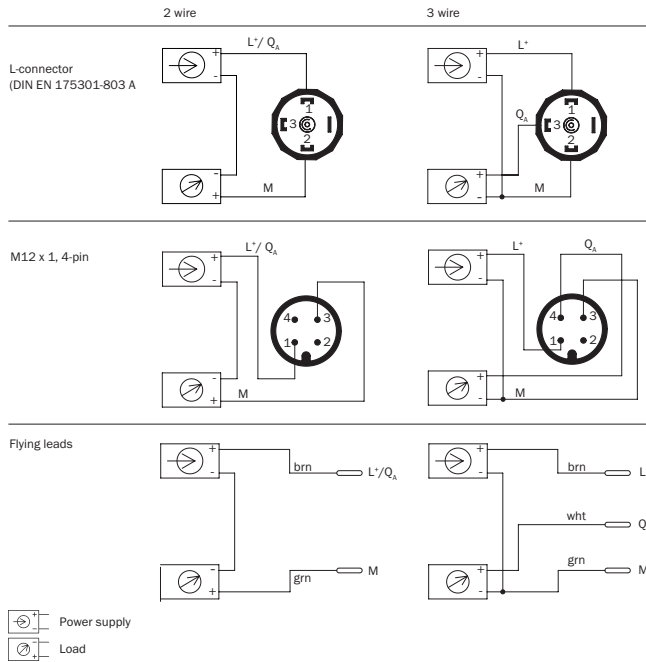 2 wire 3 wire
L-connector
(DIN EN 175301-803 A
L+/ QA
+
-
1
3
2
-
+
M
L+
+
-
1
QA
3
2
+
-
M
M12 x 1, 4-pin
L+/ QA
+
-
4 3
1 2
-
+
M
L+ QA
+
-
4 3
1 2
+
-
M
Flying leads
+
-
brn L+/QA
-
+
grn M
+
-
brn L
wht Q
+
-
grn M
+
-
Power supply
-
+
Load